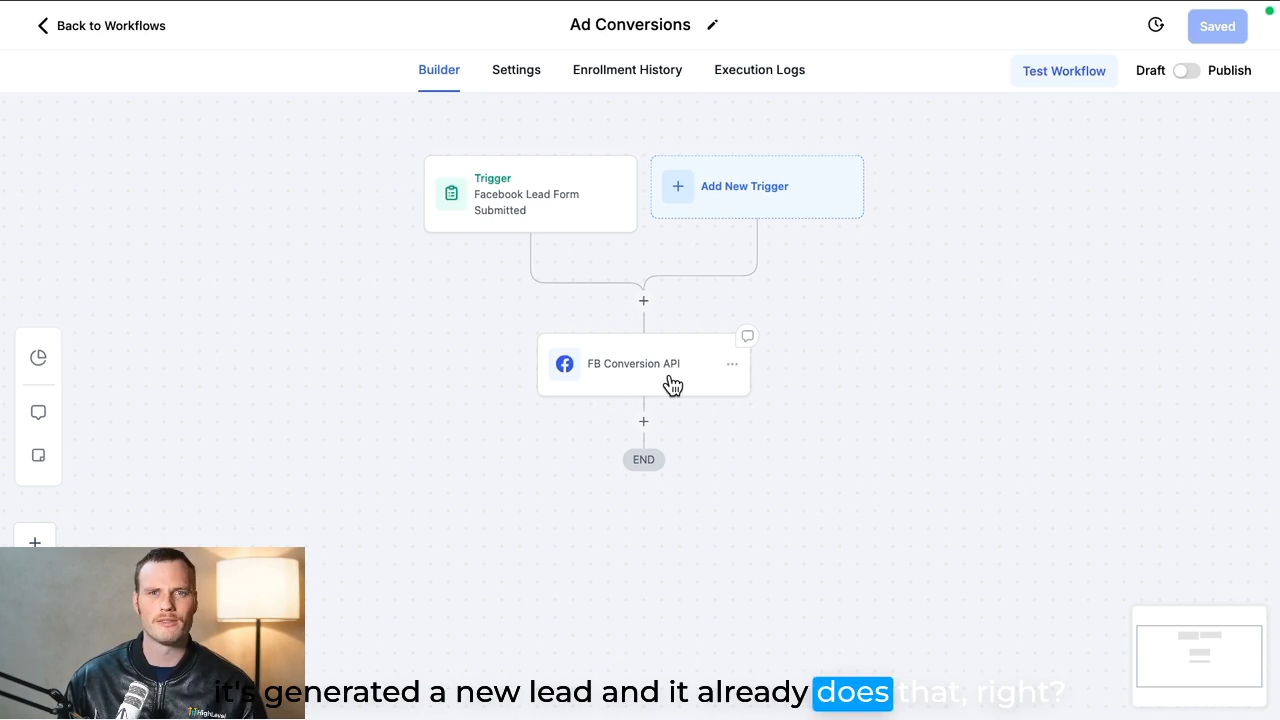 Back to Workflows
Ad Conversions
Saved
Builder
Settings
Enrollment History
Execution Logs
Test Workflow
Draft
Publish
Trigger
Facebook Lead Form
Submitted
Add New Trigger
FB Conversion API
END
HighLevel
it's generated a new lead and it already does that, right?